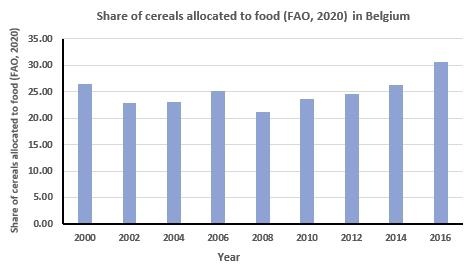 Share of cereals allocated to food (FAO, 2020) in Belgium
Share of cereals allocated to food (FAO, 2020)
35.00
30.00
25.00
20.00
15.00
10.00
5.00
0.00
2000 2002 2004 2006 2008 2010 2012 2014 2016
Year